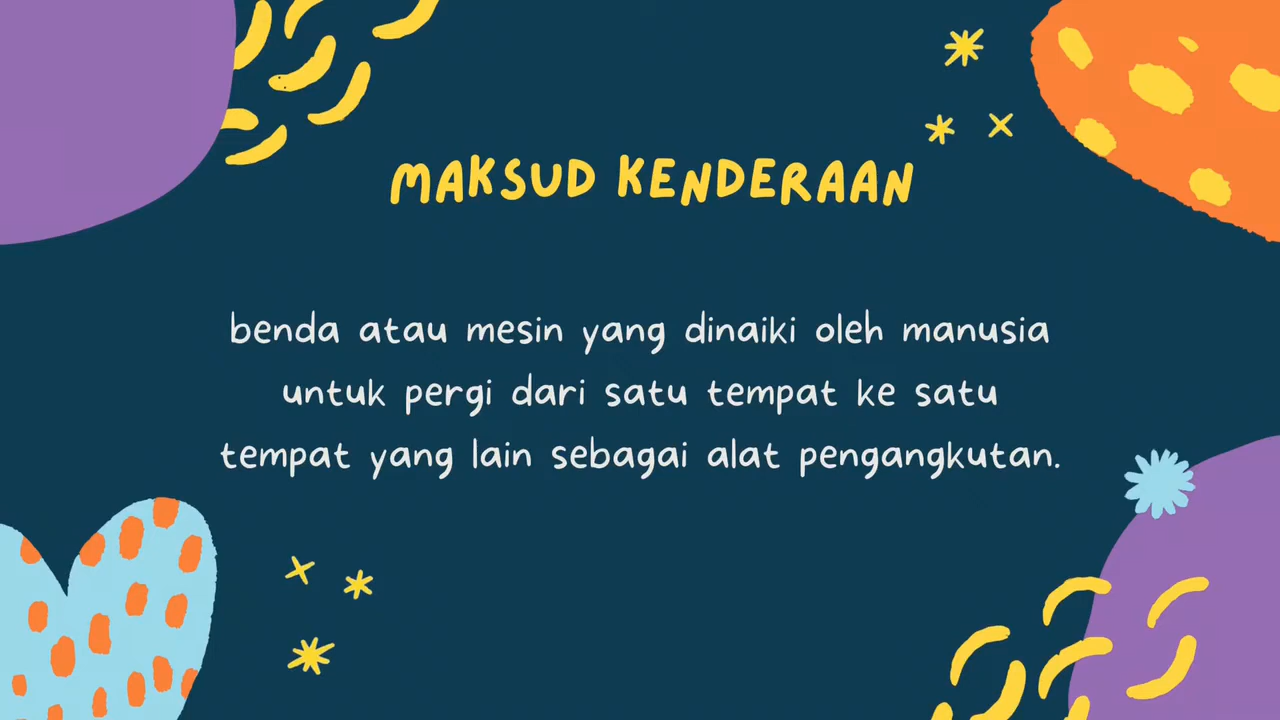 MAKSUD KENDERAAN
benda atau mesin yang dinaiki oleh manusia
untuk pergi dari satu tempat ke satu
tempat yang lain sebagai alat pengangkutan.